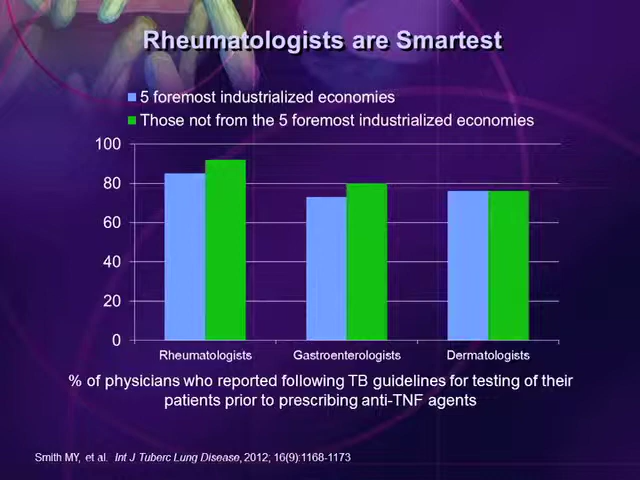 Rheumatologists are Smartest
5 foremost industrialized economies
Those not from the 5 foremost industrialized economies
100
80
60
40
20
0
Rheumatologists
Gastroenterologists
Dermatologists
% of physicians who reported following TB guidelines for testing of their
patients prior to prescribing anti-TNF agents
Smith MY, et al. Int J Tuberc Lung Disease, 2012; 16(9):1168-1173